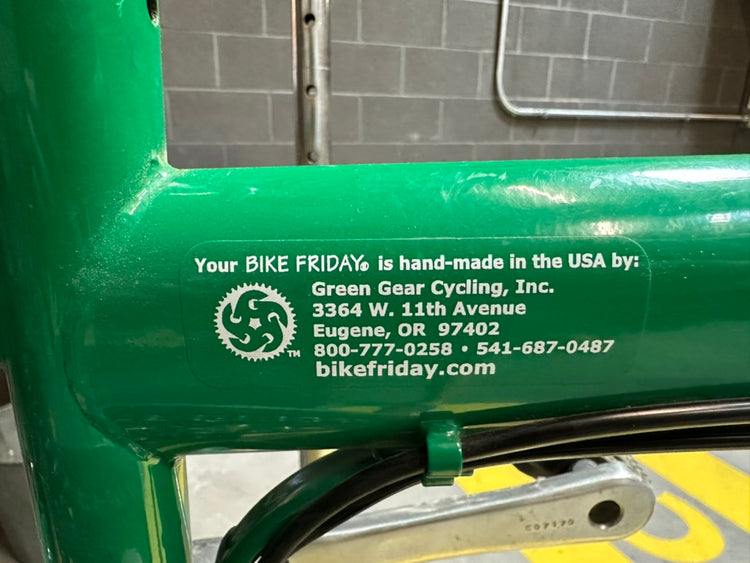 Your BIKE FRIDAY® is hand-made in the USA by:
Green Gear Cycling, Inc.
3364 W. 11th Avenue
Eugene, OR 97402
800-777-0258 • 541-687-0487
bikefriday.com
TM